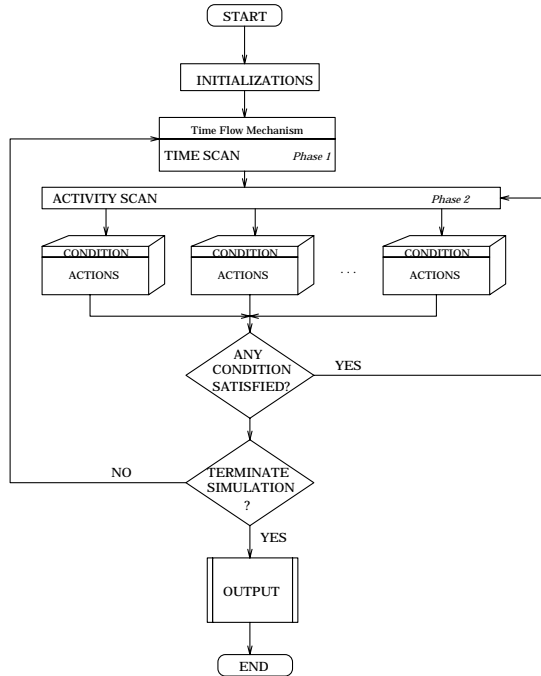 START
INITIALIZATIONS
Time Flow Mechanism
TIME SCAN Phase 1
ACTIVITY SCAN Phase 2
CONDITION
ACTIONS
CONDITION
ACTIONS
. . .
CONDITION
ACTIONS
ANY
CONDITION
SATISFIED?
YES
NO
TERMINATE
SIMULATION
?
YES
OUTPUT
END